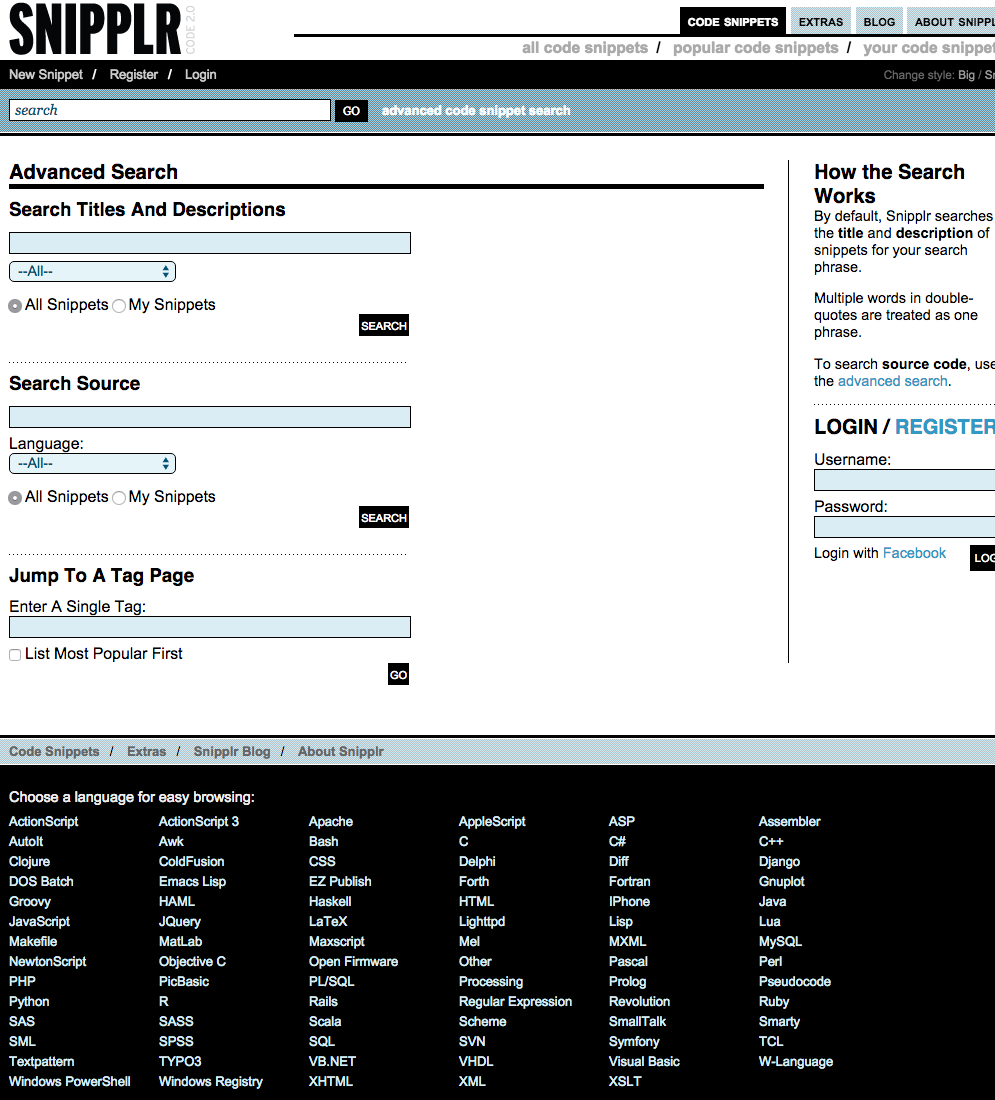 SNIPPLR CODE 2.0
CODE SNIPPETS EXTRAS BLOG ABOUT SNIPPL
all code snippets / popular code snippets / your code snippet
New Snippet / Register / Login
Change style: Big / Sm
search GO advanced code snippet search
Advanced Search
Search Titles And Descriptions
--All--
All Snippets My Snippets
SEARCH
Search Source
Language:
--All--
All Snippets My Snippets
SEARCH
Jump To A Tag Page
Enter A Single Tag:
List Most Popular First
GO
How the Search
Works
By default, Snipplr searches
the title and description of
snippets for your search
phrase.
Multiple words in double-
quotes are treated as one
phrase.
To search source code, use
the advanced search.
LOGIN / REGISTER
Username:
Password:
Login with Facebook
LOG
Code Snippets / Extras / Snipplr Blog / About Snipplr
Choose a language for easy browsing:
ActionScript ActionScript 3 Apache AppleScript ASP Assembler
AutoIt Awk Bash C C# C++
Clojure ColdFusion CSS Delphi Diff Django
DOS Batch Emacs Lisp EZ Publish Forth Fortran Gnuplot
Groovy HAML Haskell HTML IPhone Java
JavaScript JQuery LaTeX Lighttpd Lisp Lua
Makefile MatLab Maxscript Mel MXML MySQL
NewtonScript Objective C Open Firmware Other Pascal Perl
PHP PicBasic PL/SQL Processing Prolog Pseudocode
Python R Rails Regular Expression Revolution Ruby
SAS SASS Scala Scheme SmallTalk Smarty
SML SPSS SQL SVN Symfony TCL
Textpattern TYPO3 VB.NET VHDL Visual Basic W-Language
Windows PowerShell Windows Registry XHTML XML XSLT